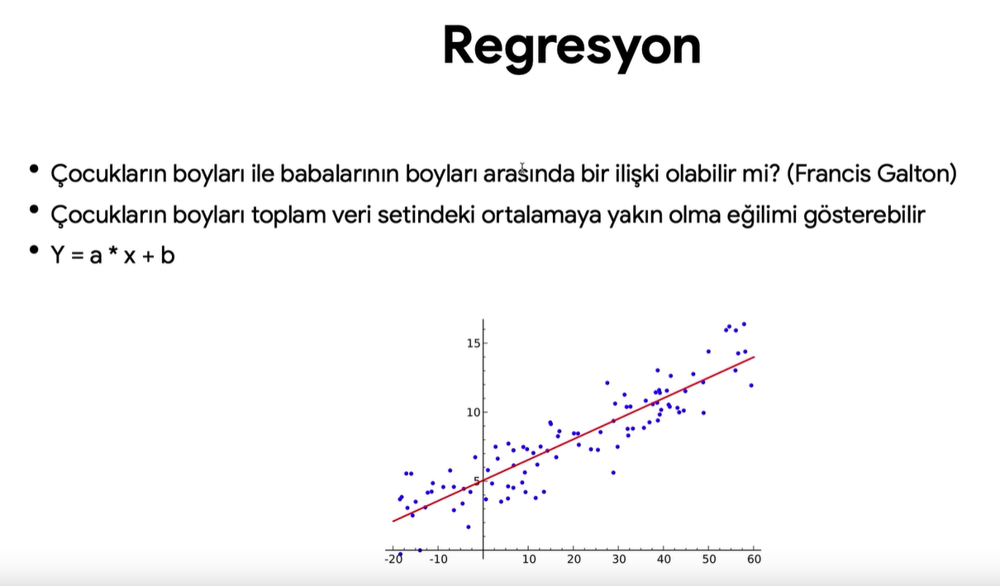 Regresyon
• Çocukların boyları ile babalarının boyları arasında bir ilişki olabilir mi? (Francis Galton)
• Çocukların boyları toplam veri setindeki ortalamaya yakın olma eğilimi gösterebilir
• Y = a * x + b
15
10
5
-20 -10 10 20 30 40 50 60